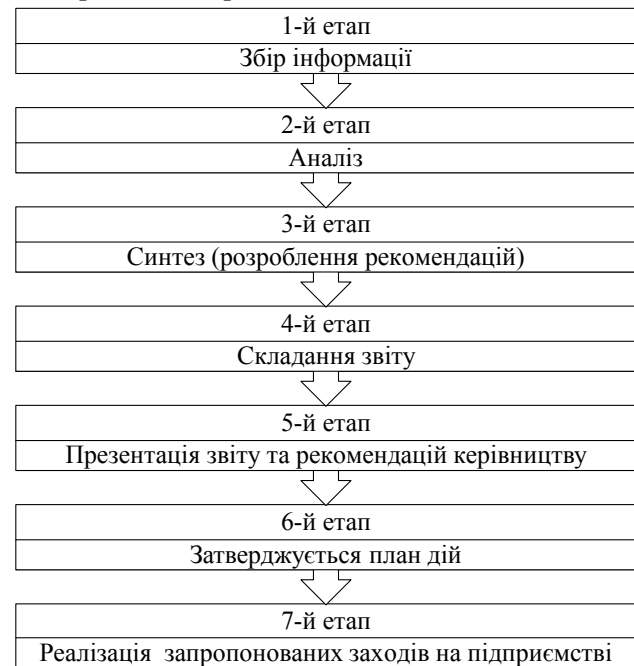 1-й етап
Збір інформації
2-й етап
Аналіз
3-й етап
Синтез (розроблення рекомендацій)
4-й етап
Складання звіту
5-й етап
Презентація звіту та рекомендацій керівництву
6-й етап
Затверджується план дій
7-й етап
Реалізація запропонованих заходів на підприємстві